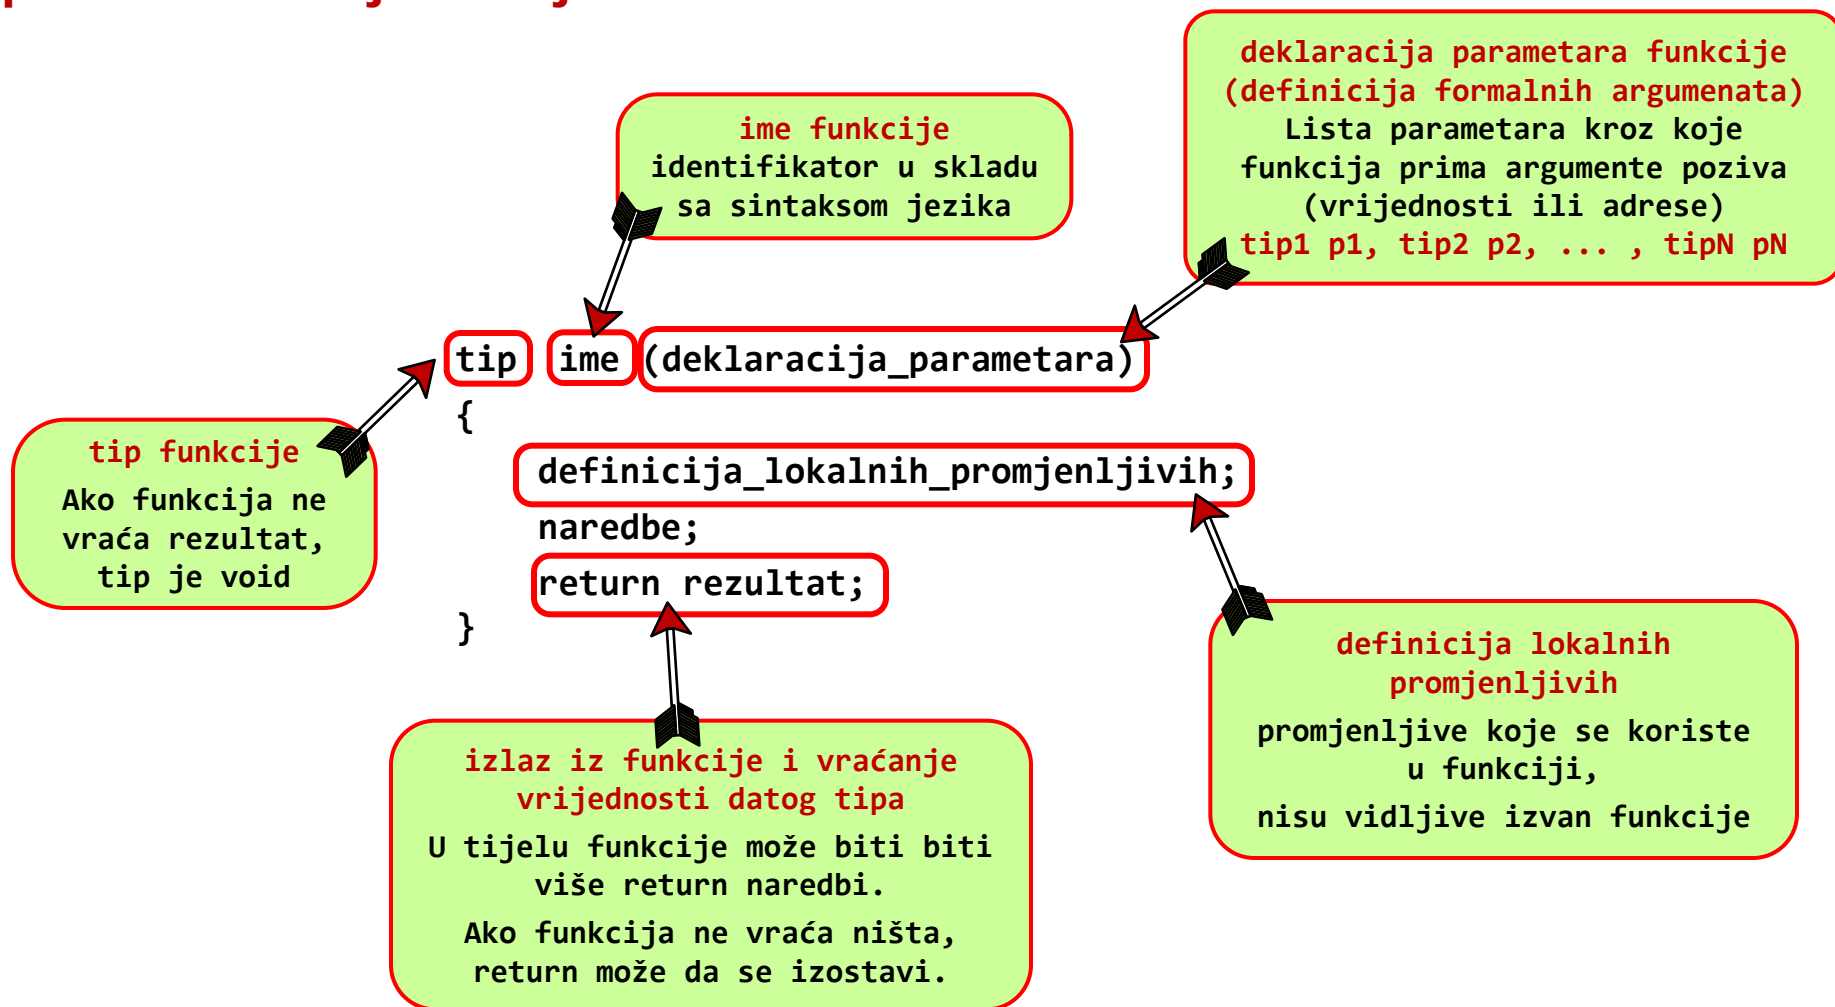 deklaracija parametara funkcije
(definicija formalnih argumenata)
Lista parametara kroz koje
funkcija prima argumente poziva
(vrijednosti ili adrese)
tip1 p1, tip2 p2, ... , tipN pN
ime funkcije
identifikator u skladu
sa sintaksom jezika
tip ime (deklaracija_parametara)
{
definicija_lokalnih_promjenljivih;
naredbe;
return rezultat;
}
tip funkcije
Ako funkcija ne
vraća rezultat,
tip je void
definicija lokalnih
promjenljivih
promjenljive koje se koriste
u funkciji,
nisu vidljive izvan funkcije
izlaz iz funkcije i vraćanje
vrijednosti datog tipa
U tijelu funkcije može biti biti
više return naredbi.
Ako funkcija ne vraća ništa,
return može da se izostavi.